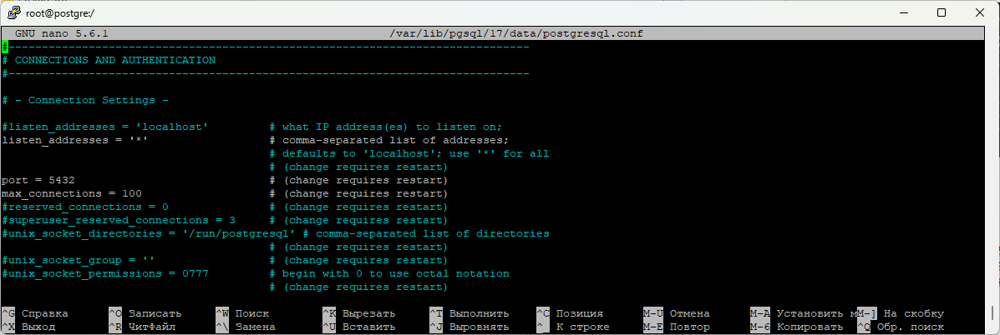 root@postgre:/
GNU nano 5.6.1 /var/lib/pgsql/17/data/postgresql.conf
#------------------------------------------------------------------------------
# CONNECTIONS AND AUTHENTICATION
#------------------------------------------------------------------------------
# - Connection Settings -
#listen_addresses = 'localhost' # what IP address(es) to listen on;
listen_addresses = '*' # comma-separated list of addresses;
# defaults to 'localhost'; use '*' for all
# (change requires restart)
port = 5432 # (change requires restart)
max_connections = 100 # (change requires restart)
#reserved_connections = 0 # (change requires restart)
#superuser_reserved_connections = 3 # (change requires restart)
#unix_socket_directories = '/run/postgresql' # comma-separated list of directories
# (change requires restart)
#unix_socket_group = '' # (change requires restart)
#unix_socket_permissions = 0777 # begin with 0 to use octal notation
# (change requires restart)
^G Справка ^O Записать ^W Поиск ^K Вырезать ^T Выполнить ^C Позиция M-U Отмена M-A Установить мM-] На скобку
^X Выход ^R ЧитФайл ^\ Замена ^U Вставить ^J Выровнять ^_ К строке M-E Повтор M-6 Копировать ^Q Обр. поиск